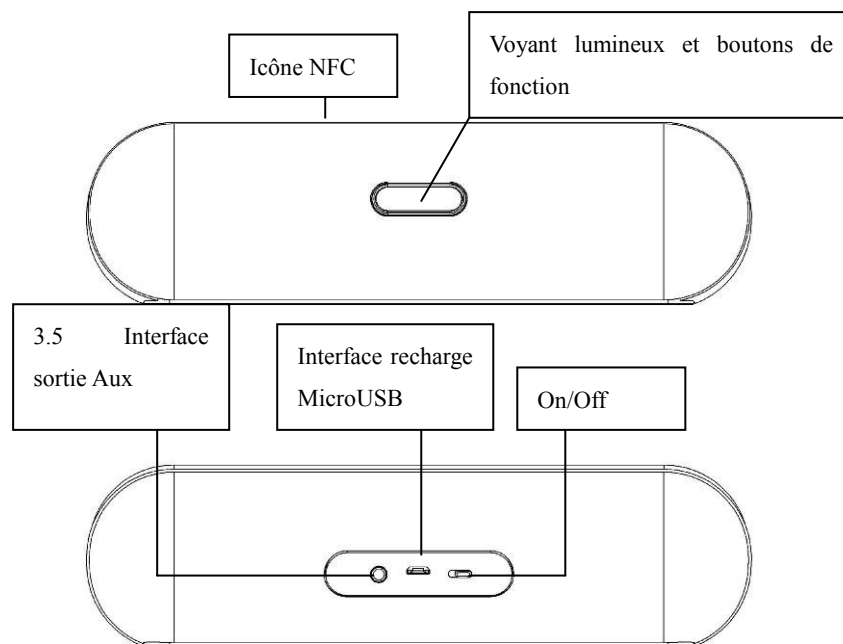 Icône NFC
Voyant lumineux et boutons de
fonction
3.5 Interface
sortie Aux
Interface recharge
MicroUSB
On/Off